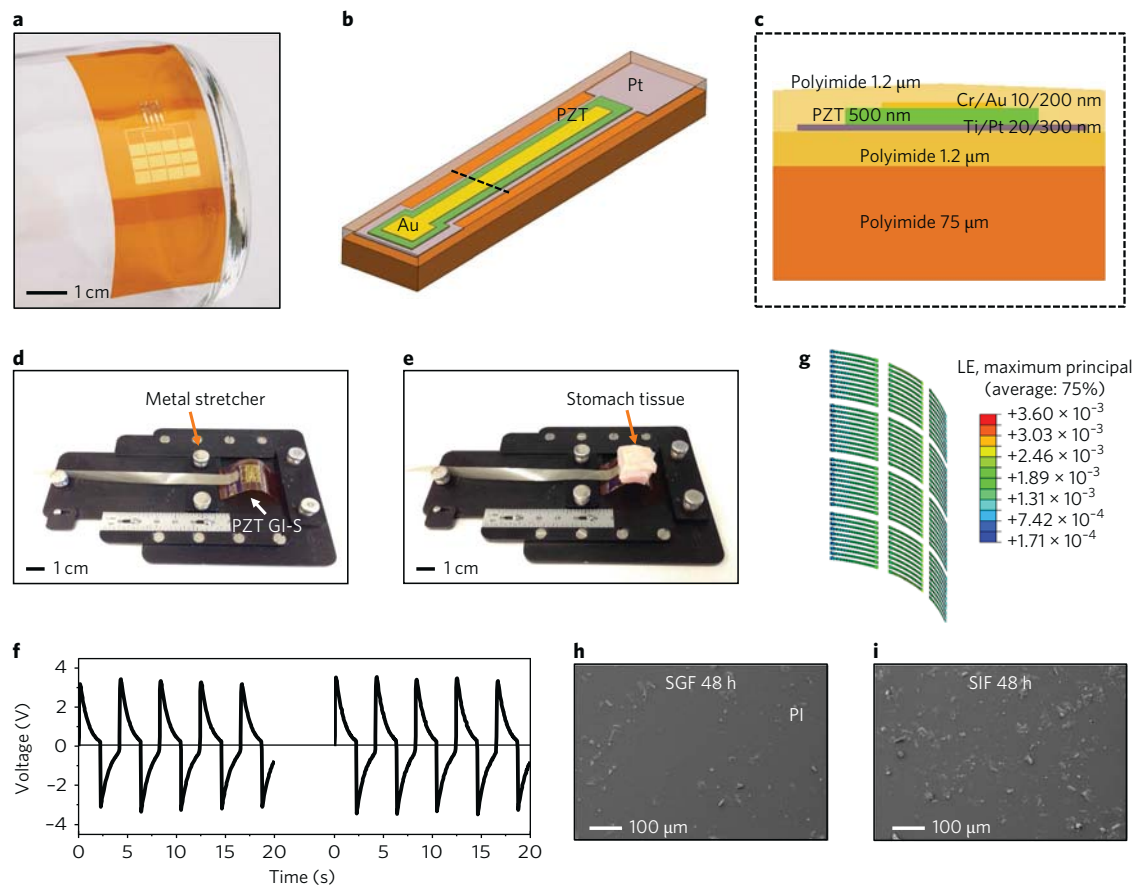 a
1 cm
b
Pt
PZT
Au
c
Polyimide 1.2 μm
Cr/Au 10/200 nm
PZT 500 nm
Ti/Pt 20/300 nm
Polyimide 1.2 μm
Polyimide 75 μm
d
Metal stretcher
PZT GI-S
1 cm
e
Stomach tissue
1 cm
g
LE, maximum principal
(average: 75%)
+3.60 × 10⁻³
+3.03 × 10⁻³
+2.46 × 10⁻³
+1.89 × 10⁻³
+1.31 × 10⁻³
+7.42 × 10⁻⁴
+1.71 × 10⁻⁴
f
Voltage (V)
4
2
0
−2
−4
0 5 10 15 20 0 5 10 15 20
Time (s)
h
SGF 48 h
PI
100 μm
i
SIF 48 h
100 μm